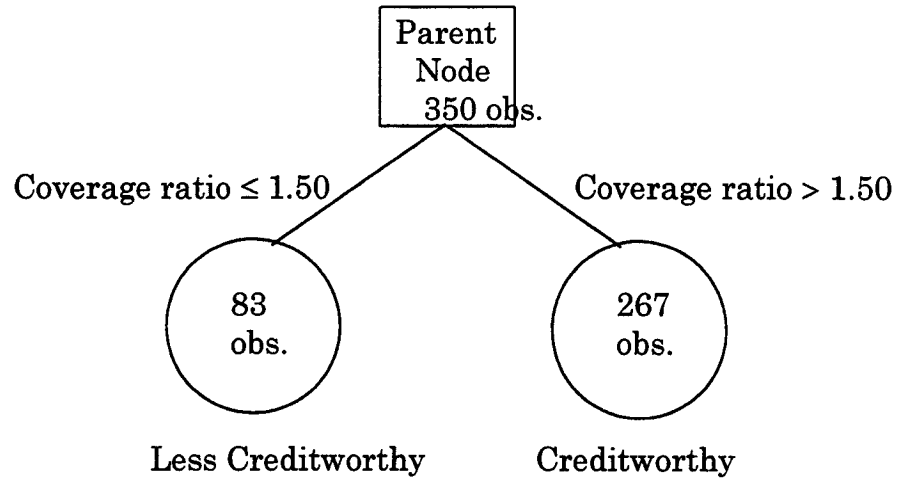 Parent
Node
350 obs.
Coverage ratio ≤ 1.50
Coverage ratio > 1.50
83
obs.
267
obs.
Less Creditworthy
Creditworthy